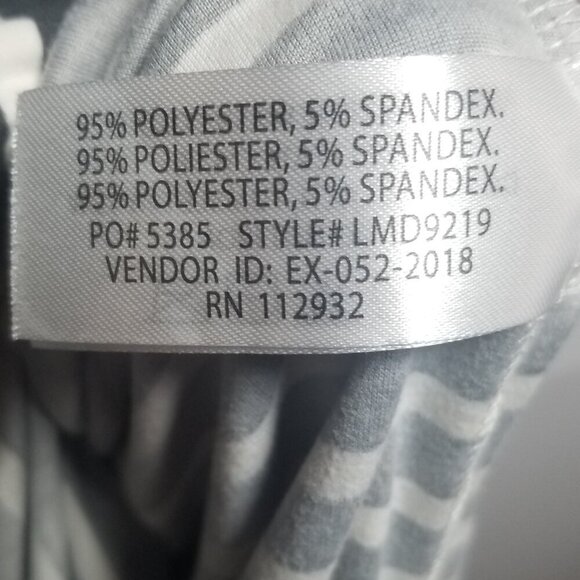 95% POLYESTER, 5% SPANDEX.
95% POLIESTER, 5% SPANDEX.
95% POLYESTER, 5% SPANDEX.
PO# 5385 STYLE# LMD9219
VENDOR ID: EX-052-2018
RN 112932